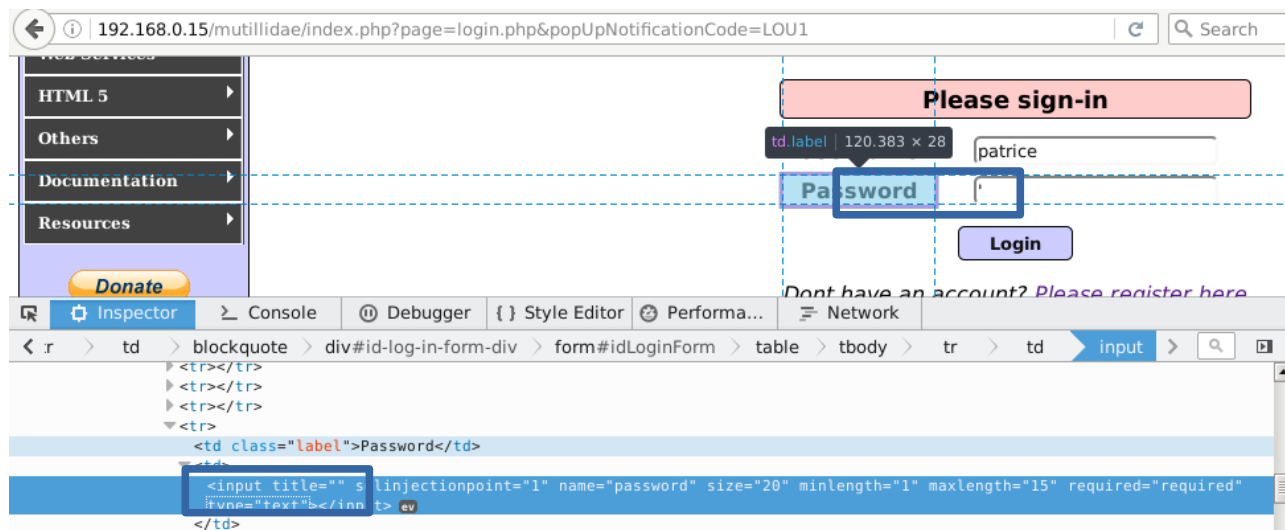 192.168.0.15/mutillidae/index.php?page=login.php&popUpNotificationCode=LOU1
Search
Web Services
HTML 5
Others
Documentation
Resources
Donate
Please sign-in
td.label | 120.383 × 28
patrice
Password
'
Login
Dont have an account? Please register here
Inspector
Console
Debugger
{ } Style Editor
Performa...
Network
td
blockquote
div#id-log-in-form-div
form#idLoginForm
table
tbody
tr
td
input
<tr></tr>
<tr></tr>
<tr></tr>
<tr>
<td class="label">Password</td>
<td>
<input title="" sqlinjectionpoint="1" name="password" size="20" minlength="1" maxlength="15" required="required"
type="text"></input> ev
</td>